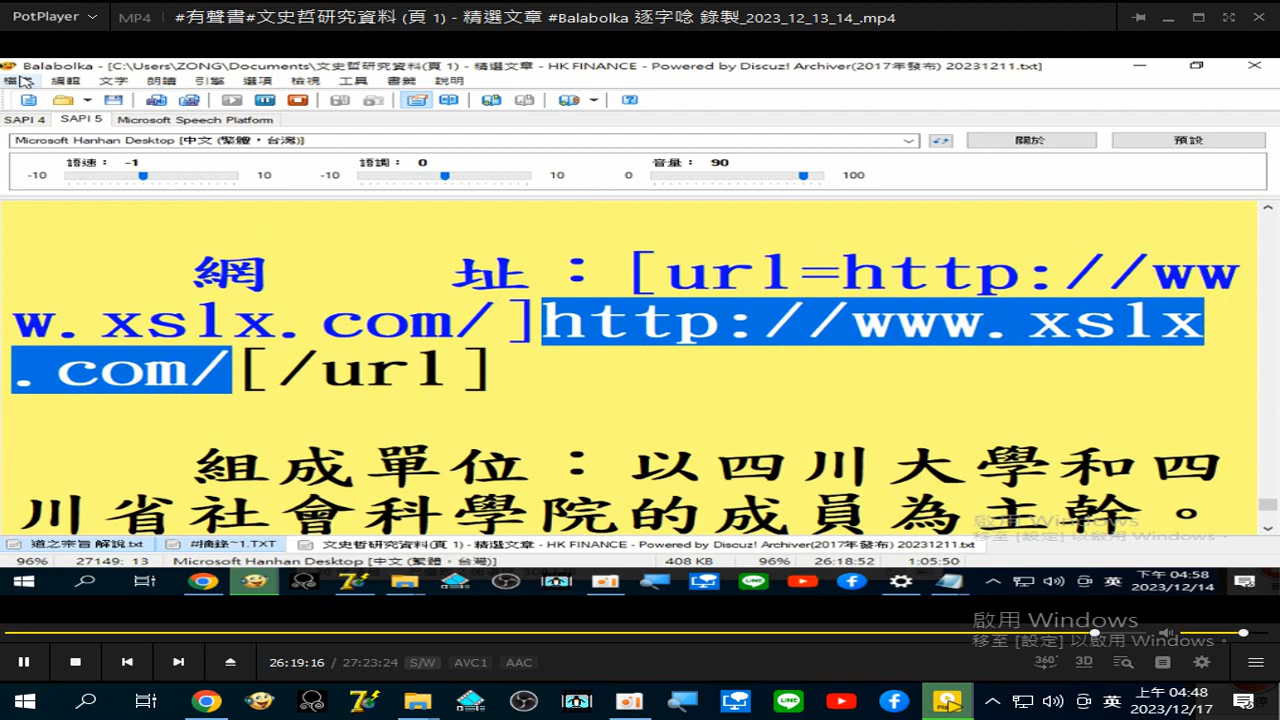 PotPlayer MP4 #有聲書#文史哲研究資料 (頁 1) - 精選文章 #Balabolka 逐字唸 錄製_2023_12_13_14_.mp4
Balabolka - [C:\Users\ZONG\Documents\文史哲研究資料(頁 1) - 精選文章 - HK FINANCE - Powered by Discuz! Archiver(2017年發布) 20231211.txt]
檔案 編輯 文字 朗讀 引擎 選項 檢視 工具 書籤 說明
SAPI 4 SAPI 5 Microsoft Speech Platform
Microsoft Hanhan Desktop [中文 (繁體，台灣)] 關於 預設
語速： -1 語調： 0 音量： 90
-10 10 -10 10 0 100
網　　址：[url=http://ww
w.xslx.com/]http://www.xslx
.com/[/url]
組成單位：以四川大學和四
川省社會科學院的成員為主幹。
啟用 Windows
移至 [設定] 以啟用 Windows。
道之宗旨 解說.txt #摘錄~1.TXT 文史哲研究資料(頁 1) - 精選文章 - HK FINANCE - Powered by Discuz! Archiver(2017年發布) 20231211.txt
96% 27149: 13 Microsoft Hanhan Desktop [中文 (繁體，台灣)] 408 KB 96% 26:18:52 1:05:50
英 下午 04:58
2023/12/14
啟用 Windows
移至 [設定] 以啟用 Windows。
26:19:16 / 27:23:24 S/W AVC1 AAC 360° 3D
英 上午 04:48
2023/12/17